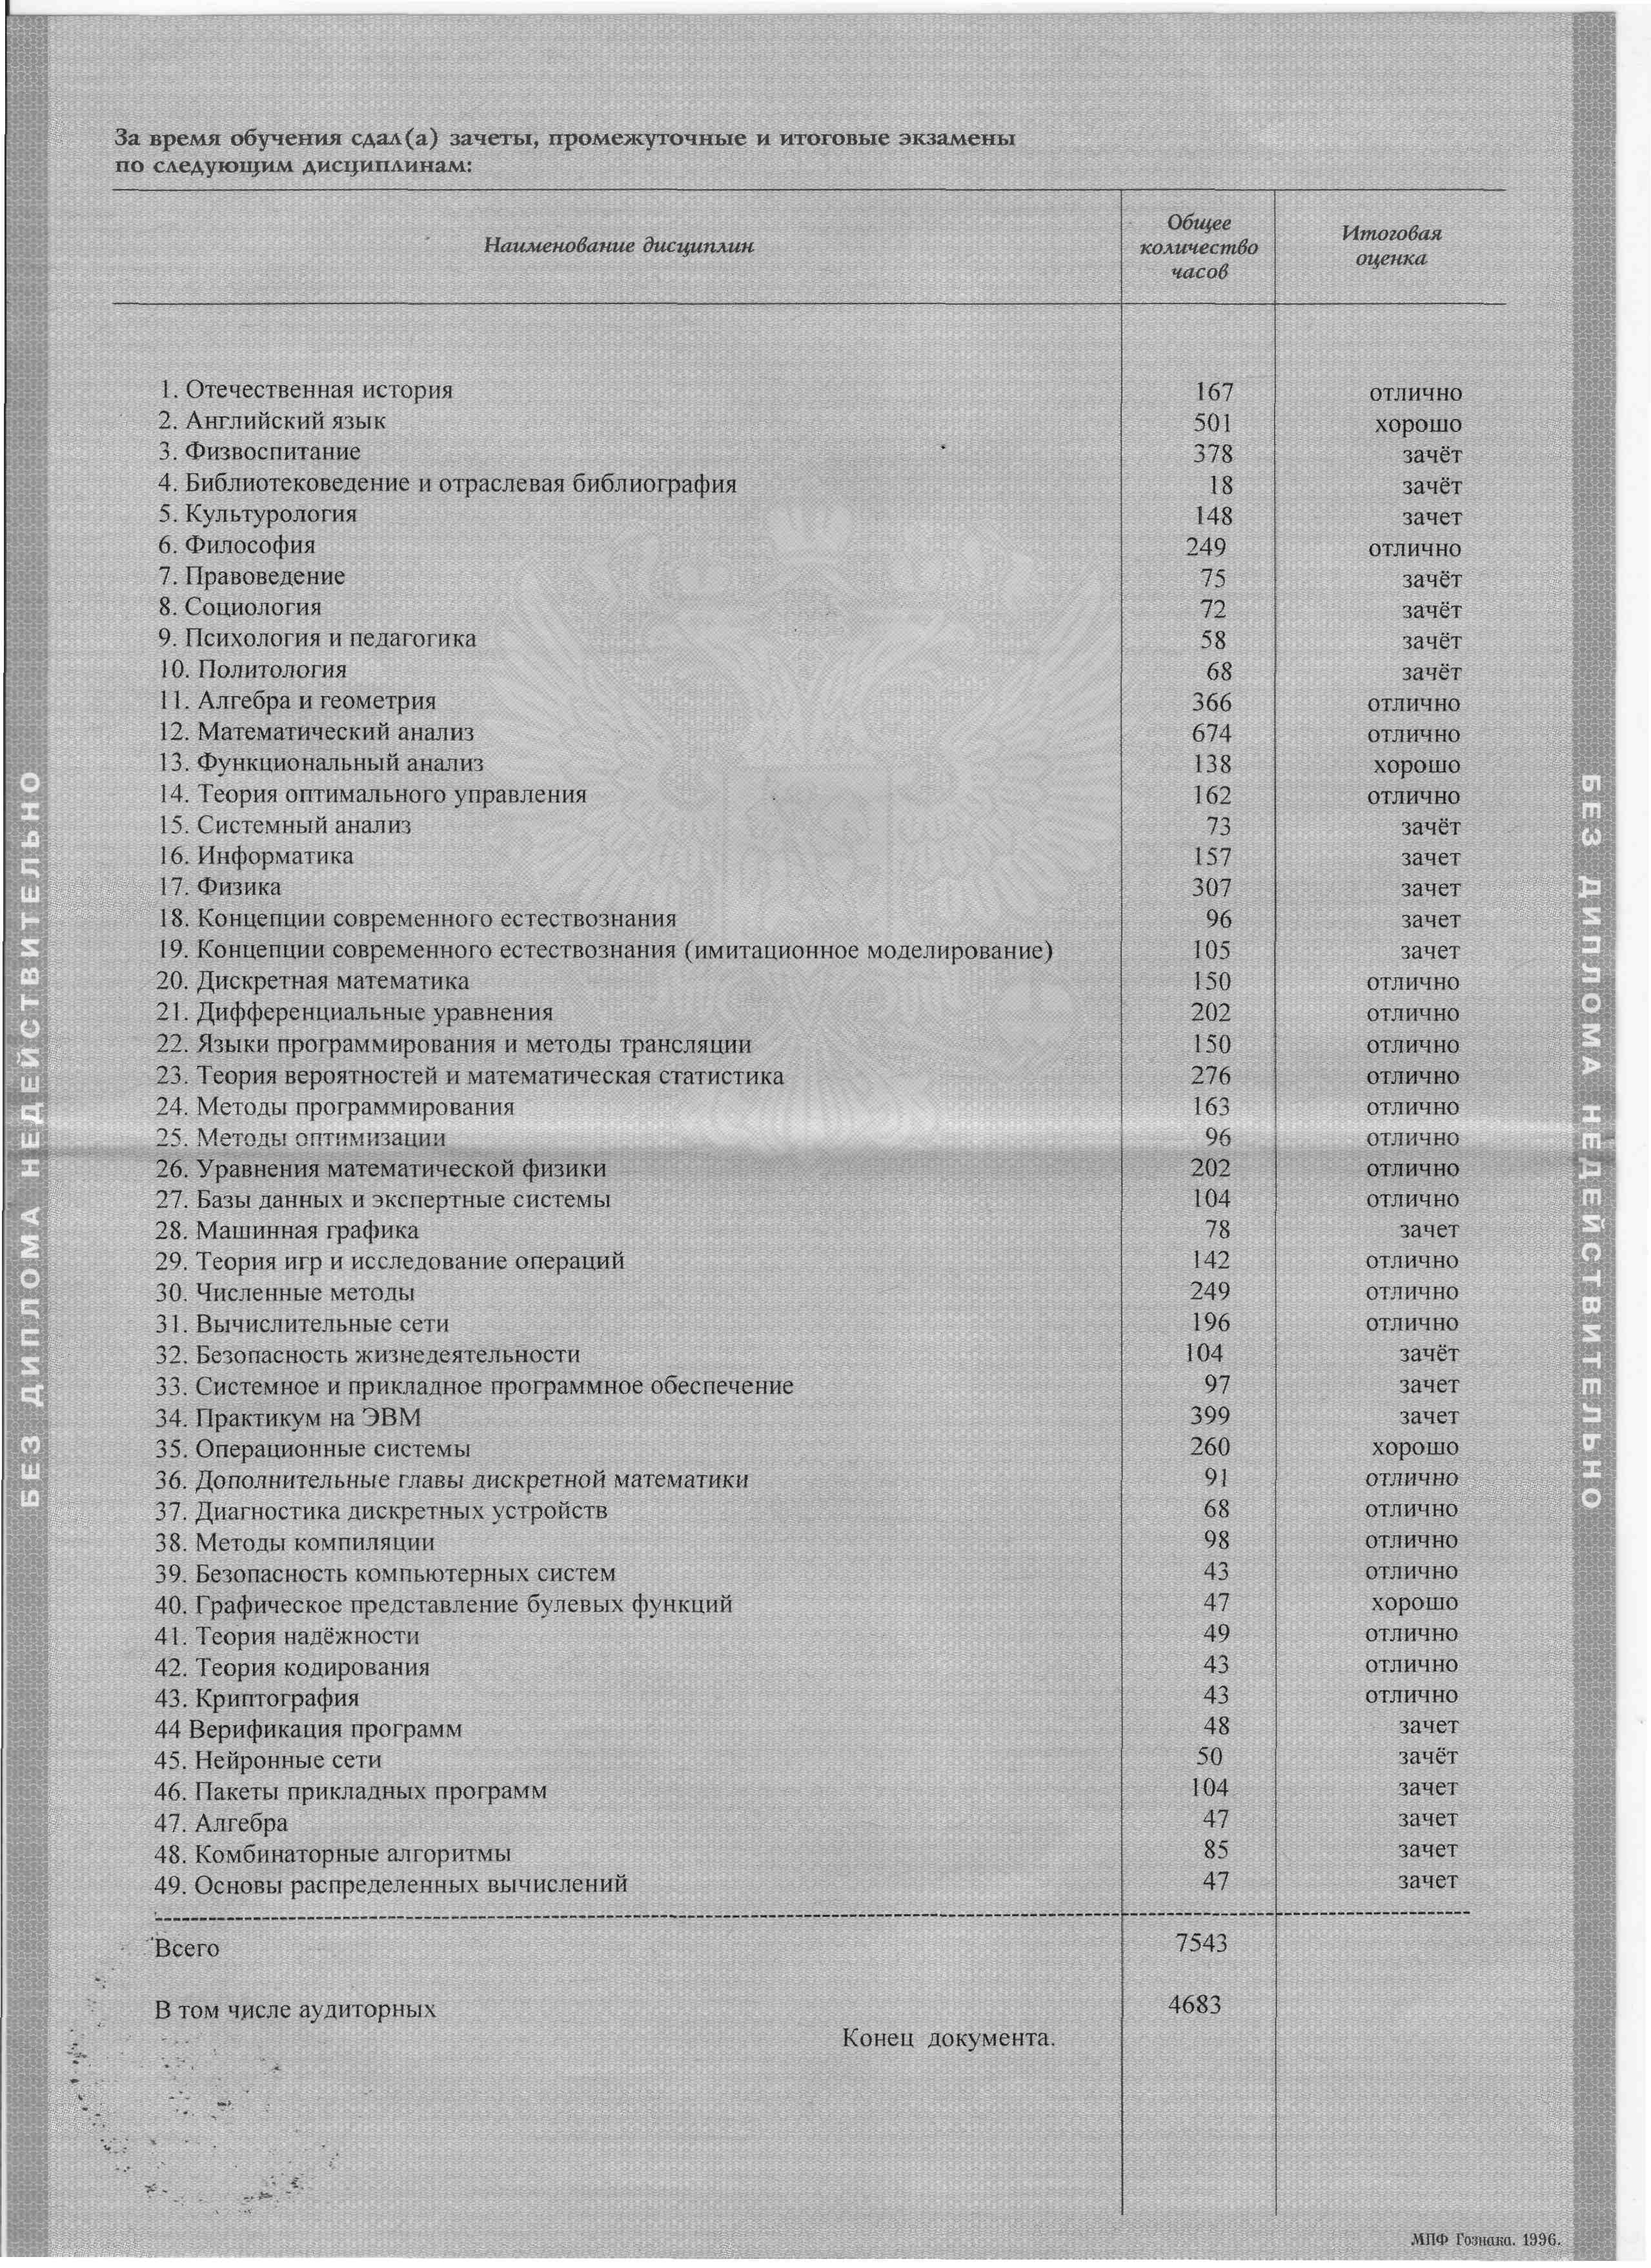 За время обучения сдал(а) зачеты, промежуточные и итоговые экзамены
по следующим дисциплинам:
Наименование дисциплин
Общее
количество
часов
Итоговая
оценка
1. Отечественная история 167 отлично
2. Английский язык 501 хорошо
3. Физвоспитание 378 зачёт
4. Библиотековедение и отраслевая библиография 18 зачёт
5. Культурология 148 зачет
6. Философия 249 отлично
7. Правоведение 75 зачёт
8. Социология 72 зачёт
9. Психология и педагогика 58 зачёт
10. Политология 68 зачёт
11. Алгебра и геометрия 366 отлично
12. Математический анализ 674 отлично
13. Функциональный анализ 138 хорошо
14. Теория оптимального управления 162 отлично
15. Системный анализ 73 зачёт
16. Информатика 157 зачет
17. Физика 307 зачет
18. Концепции современного естествознания 96 зачет
19. Концепции современного естествознания (имитационное моделирование) 105 зачет
20. Дискретная математика 150 отлично
21. Дифференциальные уравнения 202 отлично
22. Языки программирования и методы трансляции 150 отлично
23. Теория вероятностей и математическая статистика 276 отлично
24. Методы программирования 163 отлично
25. Методы оптимизации 96 отлично
26. Уравнения математической физики 202 отлично
27. Базы данных и экспертные системы 104 отлично
28. Машинная графика 78 зачет
29. Теория игр и исследование операций 142 отлично
30. Численные методы 249 отлично
31. Вычислительные сети 196 отлично
32. Безопасность жизнедеятельности 104 зачёт
33. Системное и прикладное программное обеспечение 97 зачет
34. Практикум на ЭВМ 399 зачет
35. Операционные системы 260 хорошо
36. Дополнительные главы дискретной математики 91 отлично
37. Диагностика дискретных устройств 68 отлично
38. Методы компиляции 98 отлично
39. Безопасность компьютерных систем 43 отлично
40. Графическое представление булевых функций 47 хорошо
41. Теория надёжности 49 отлично
42. Теория кодирования 43 отлично
43. Криптография 43 отлично
44 Верификация программ 48 зачет
45. Нейронные сети 50 зачёт
46. Пакеты прикладных программ 104 зачет
47. Алгебра 47 зачет
48. Комбинаторные алгоритмы 85 зачет
49. Основы распределенных вычислений 47 зачет
Всего 7543
В том числе аудиторных 4683
Конец документа.
БЕЗ ДИПЛОМА НЕДЕЙСТВИТЕЛЬНО
БЕЗ ДИПЛОМА НЕДЕЙСТВИТЕЛЬНО
МПФ Гознака. 1996.